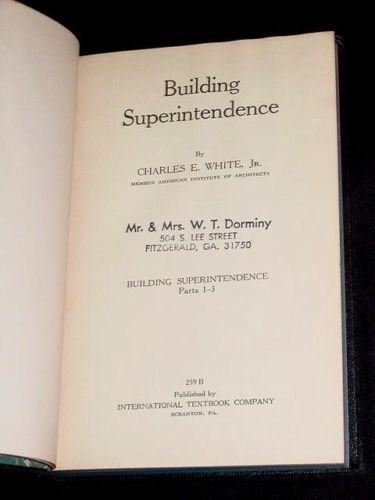 Building
Superintendence
By
CHARLES E. WHITE, Jr.
MEMBER AMERICAN INSTITUTE OF ARCHITECTS
Mr. & Mrs. W. T. Dorminy
504 S. LEE STREET
FITZGERALD, GA. 31750
BUILDING SUPERINTENDENCE
Parts 1-3
259 B
Published by
INTERNATIONAL TEXTBOOK COMPANY
SCRANTON, PA.